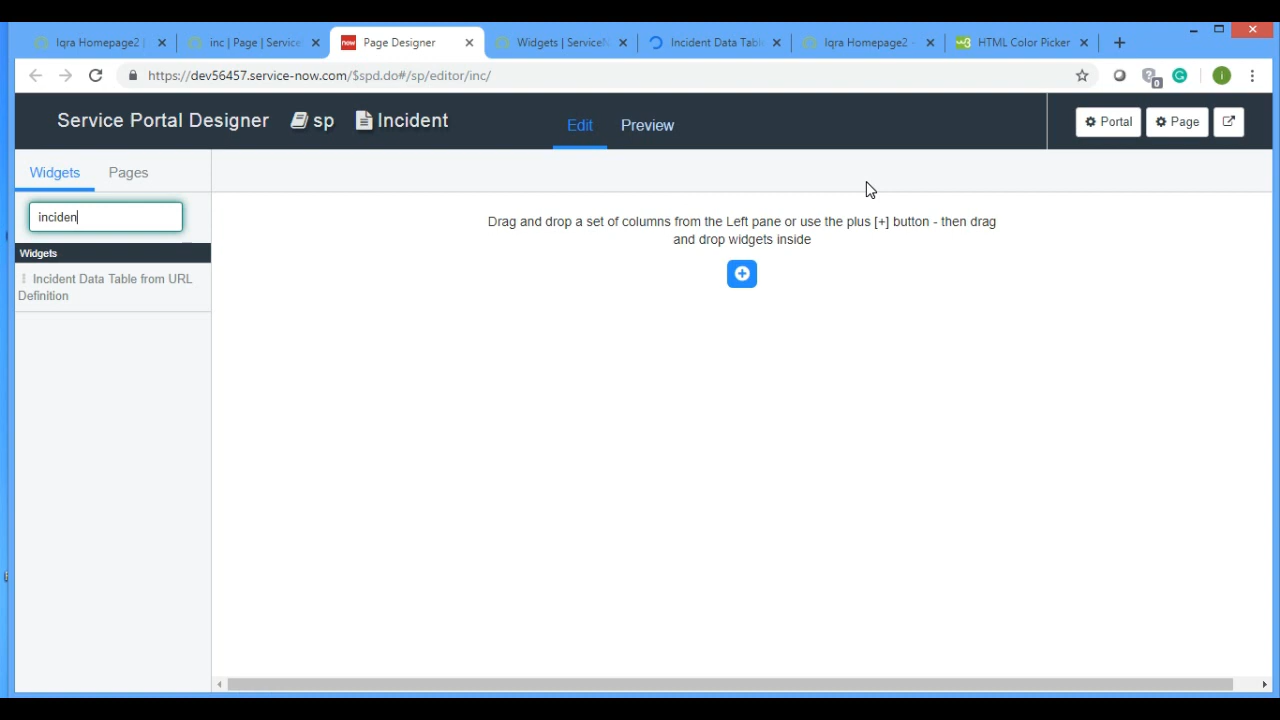 Iqra Homepage2 |
inc | Page | Service
new Page Designer
Widgets | Service
Incident Data Tabl
Iqra Homepage2 -
HTML Color Picker
https://dev56457.service-now.com/$spd.do#/sp/editor/inc/
0
i
Service Portal Designer
sp
Incident
Edit
Preview
Portal
Page
Widgets
Pages
inciden
Widgets
Incident Data Table from URL
Definition
Drag and drop a set of columns from the Left pane or use the plus [+] button - then drag
and drop widgets inside